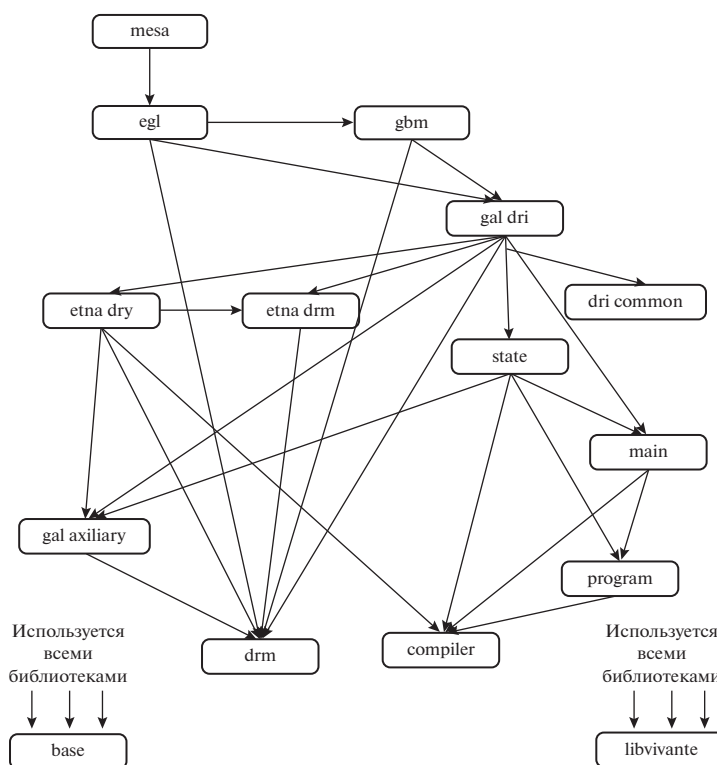 mesa
egl
gbm
gal dri
etna dry
etna drm
dri common
state
main
gal axiliary
program
drm
compiler
Используется
всеми
библиотеками
base
Используется
всеми
библиотеками
libvivante